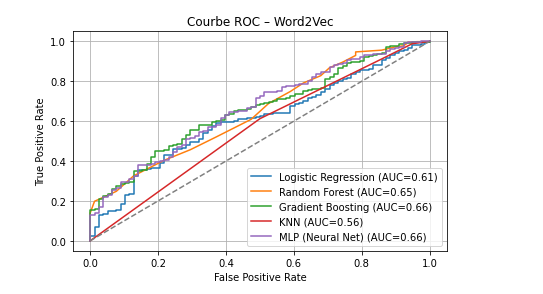 Courbe ROC – Word2Vec
True Positive Rate
1.0
0.8
0.6
0.4
0.2
0.0
Logistic Regression (AUC=0.61)
Random Forest (AUC=0.65)
Gradient Boosting (AUC=0.66)
KNN (AUC=0.56)
MLP (Neural Net) (AUC=0.66)
0.0 0.2 0.4 0.6 0.8 1.0
False Positive Rate